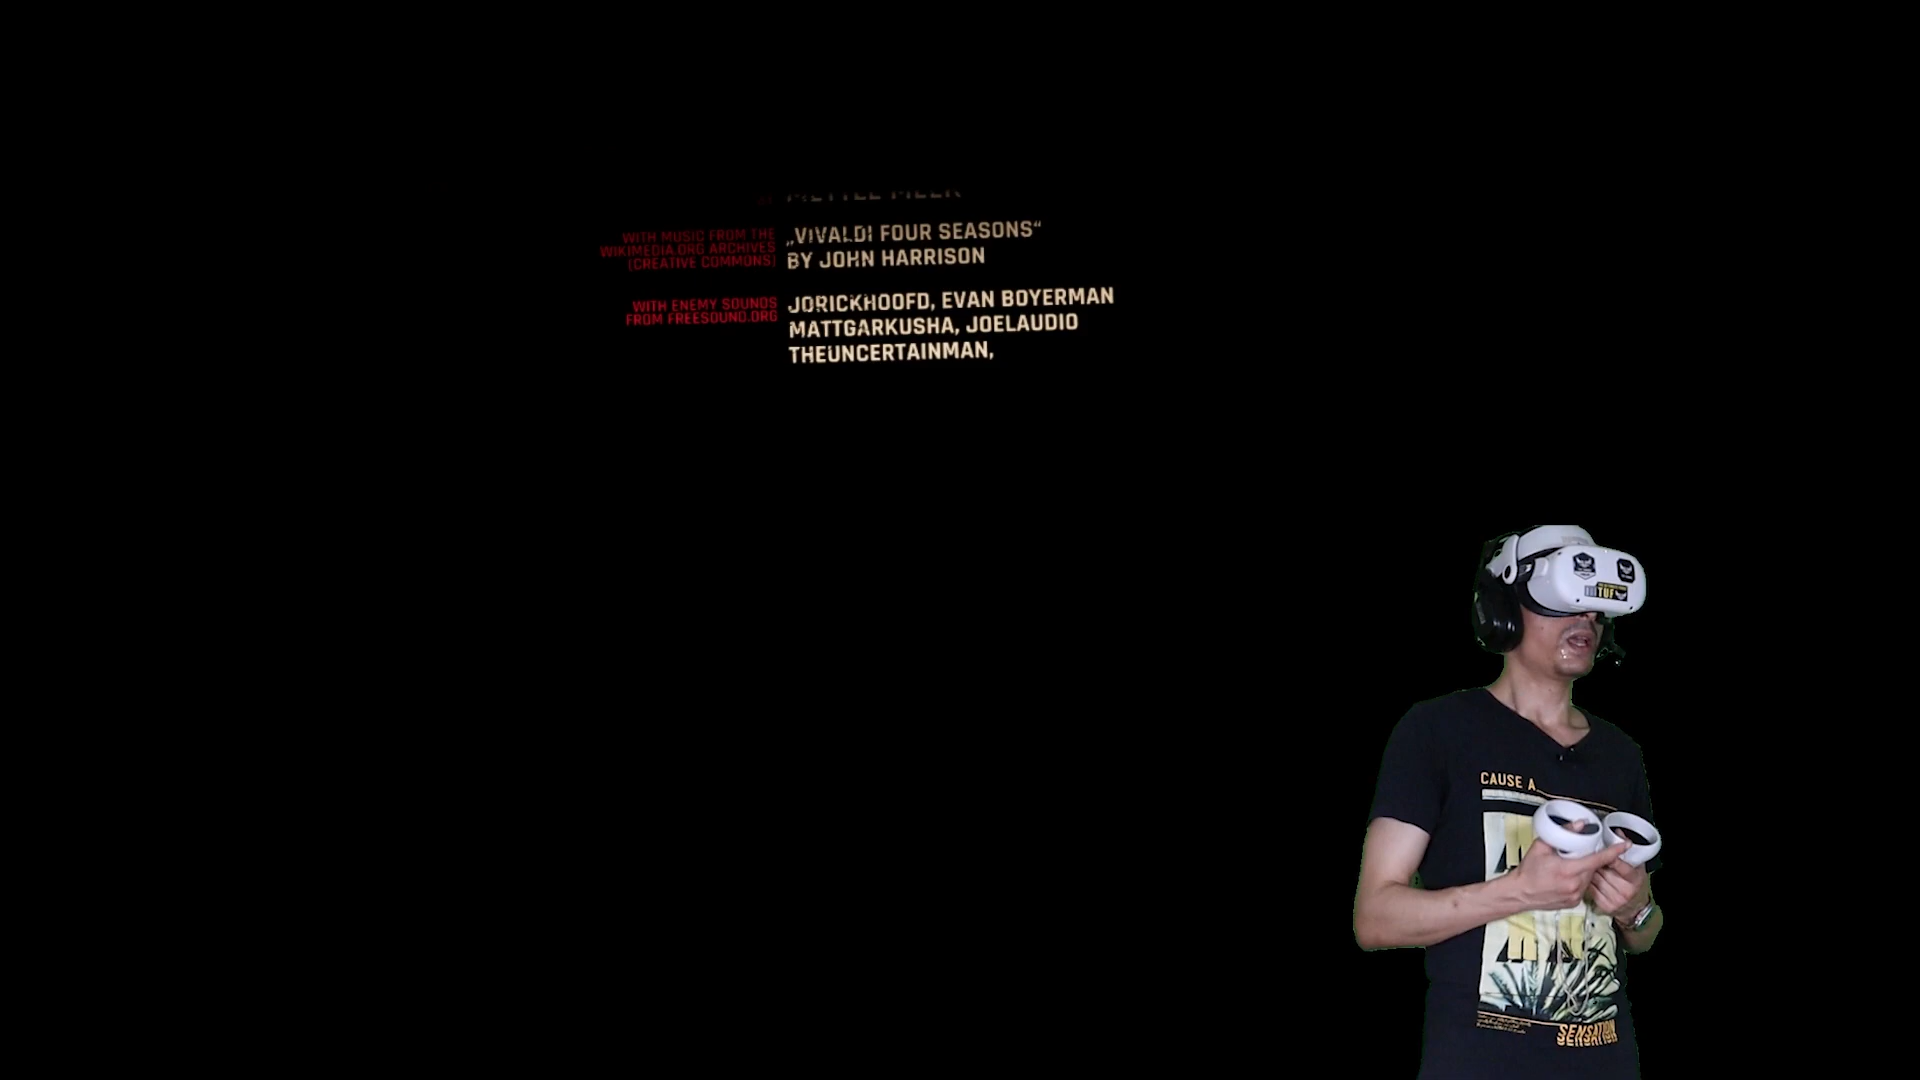 WITH MUSIC FROM THE
WIKIMEDIA.ORG ARCHIVES
(CREATIVE COMMONS)
„VIVALDI FOUR SEASONS“
BY JOHN HARRISON
WITH ENEMY SOUNDS
FROM FREESOUND.ORG
JORICKHOOFD, EVAN BOYERMAN
MATTGARKUSHA, JOELAUDIO
THEUNCERTAINMAN,
TUF
CAUSE A
SENSATION